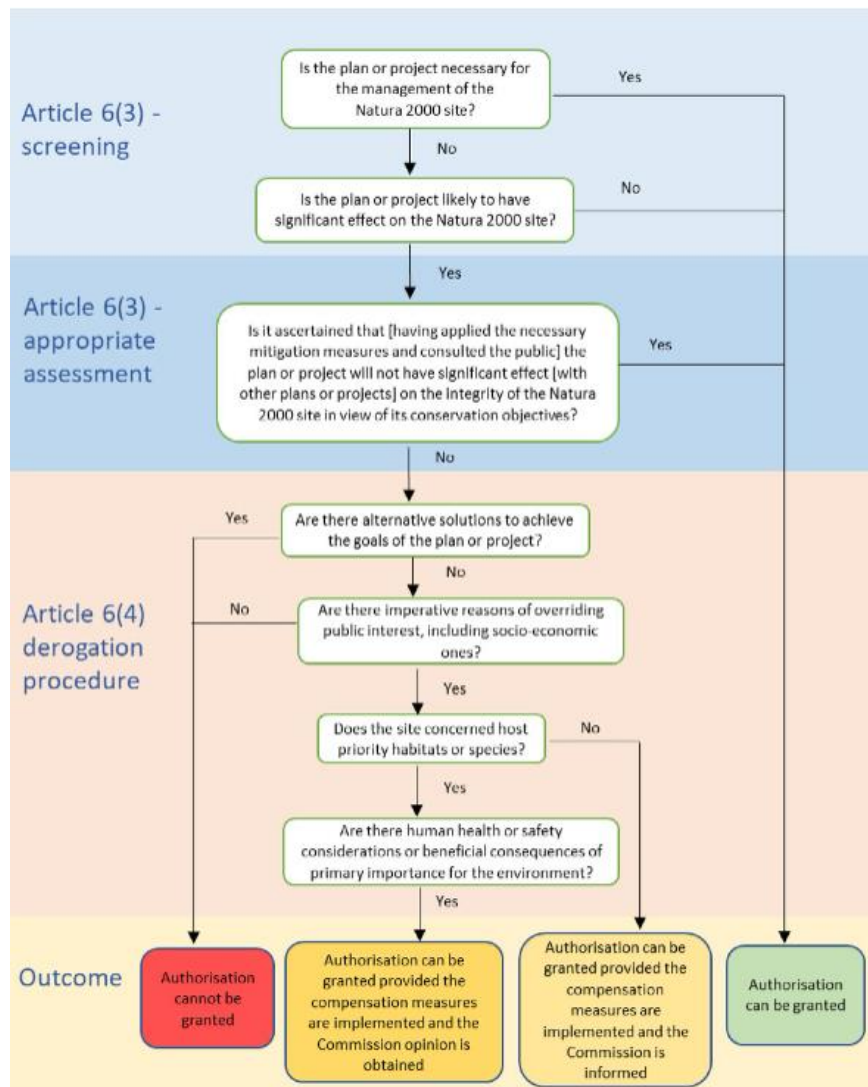 Article 6(3) -
screening
Is the plan or project necessary for
the management of the
Natura 2000 site?
Yes
No
Is the plan or project likely to have
significant effect on the Natura 2000 site?
No
Yes
Article 6(3) -
appropriate
assessment
Is it ascertained that [having applied the necessary
mitigation measures and consulted the public] the
plan or project will not have significant effect [with
other plans or projects] on the integrity of the Natura
2000 site in view of its conservation objectives?
Yes
No
Article 6(4)
derogation
procedure
Yes
Are there alternative solutions to achieve
the goals of the plan or project?
No
No
Are there imperative reasons of overriding
public interest, including socio-economic
ones?
Yes
Does the site concerned host
priority habitats or species?
No
Yes
Are there human health or safety
considerations or beneficial consequences of
primary importance for the environment?
Yes
Outcome
Authorisation
cannot be
granted
Authorisation can be
granted provided the
compensation measures
are implemented and the
Commission opinion is
obtained
Authorisation can be
granted provided the
compensation
measures are
implemented and the
Commission is
informed
Authorisation
can be granted